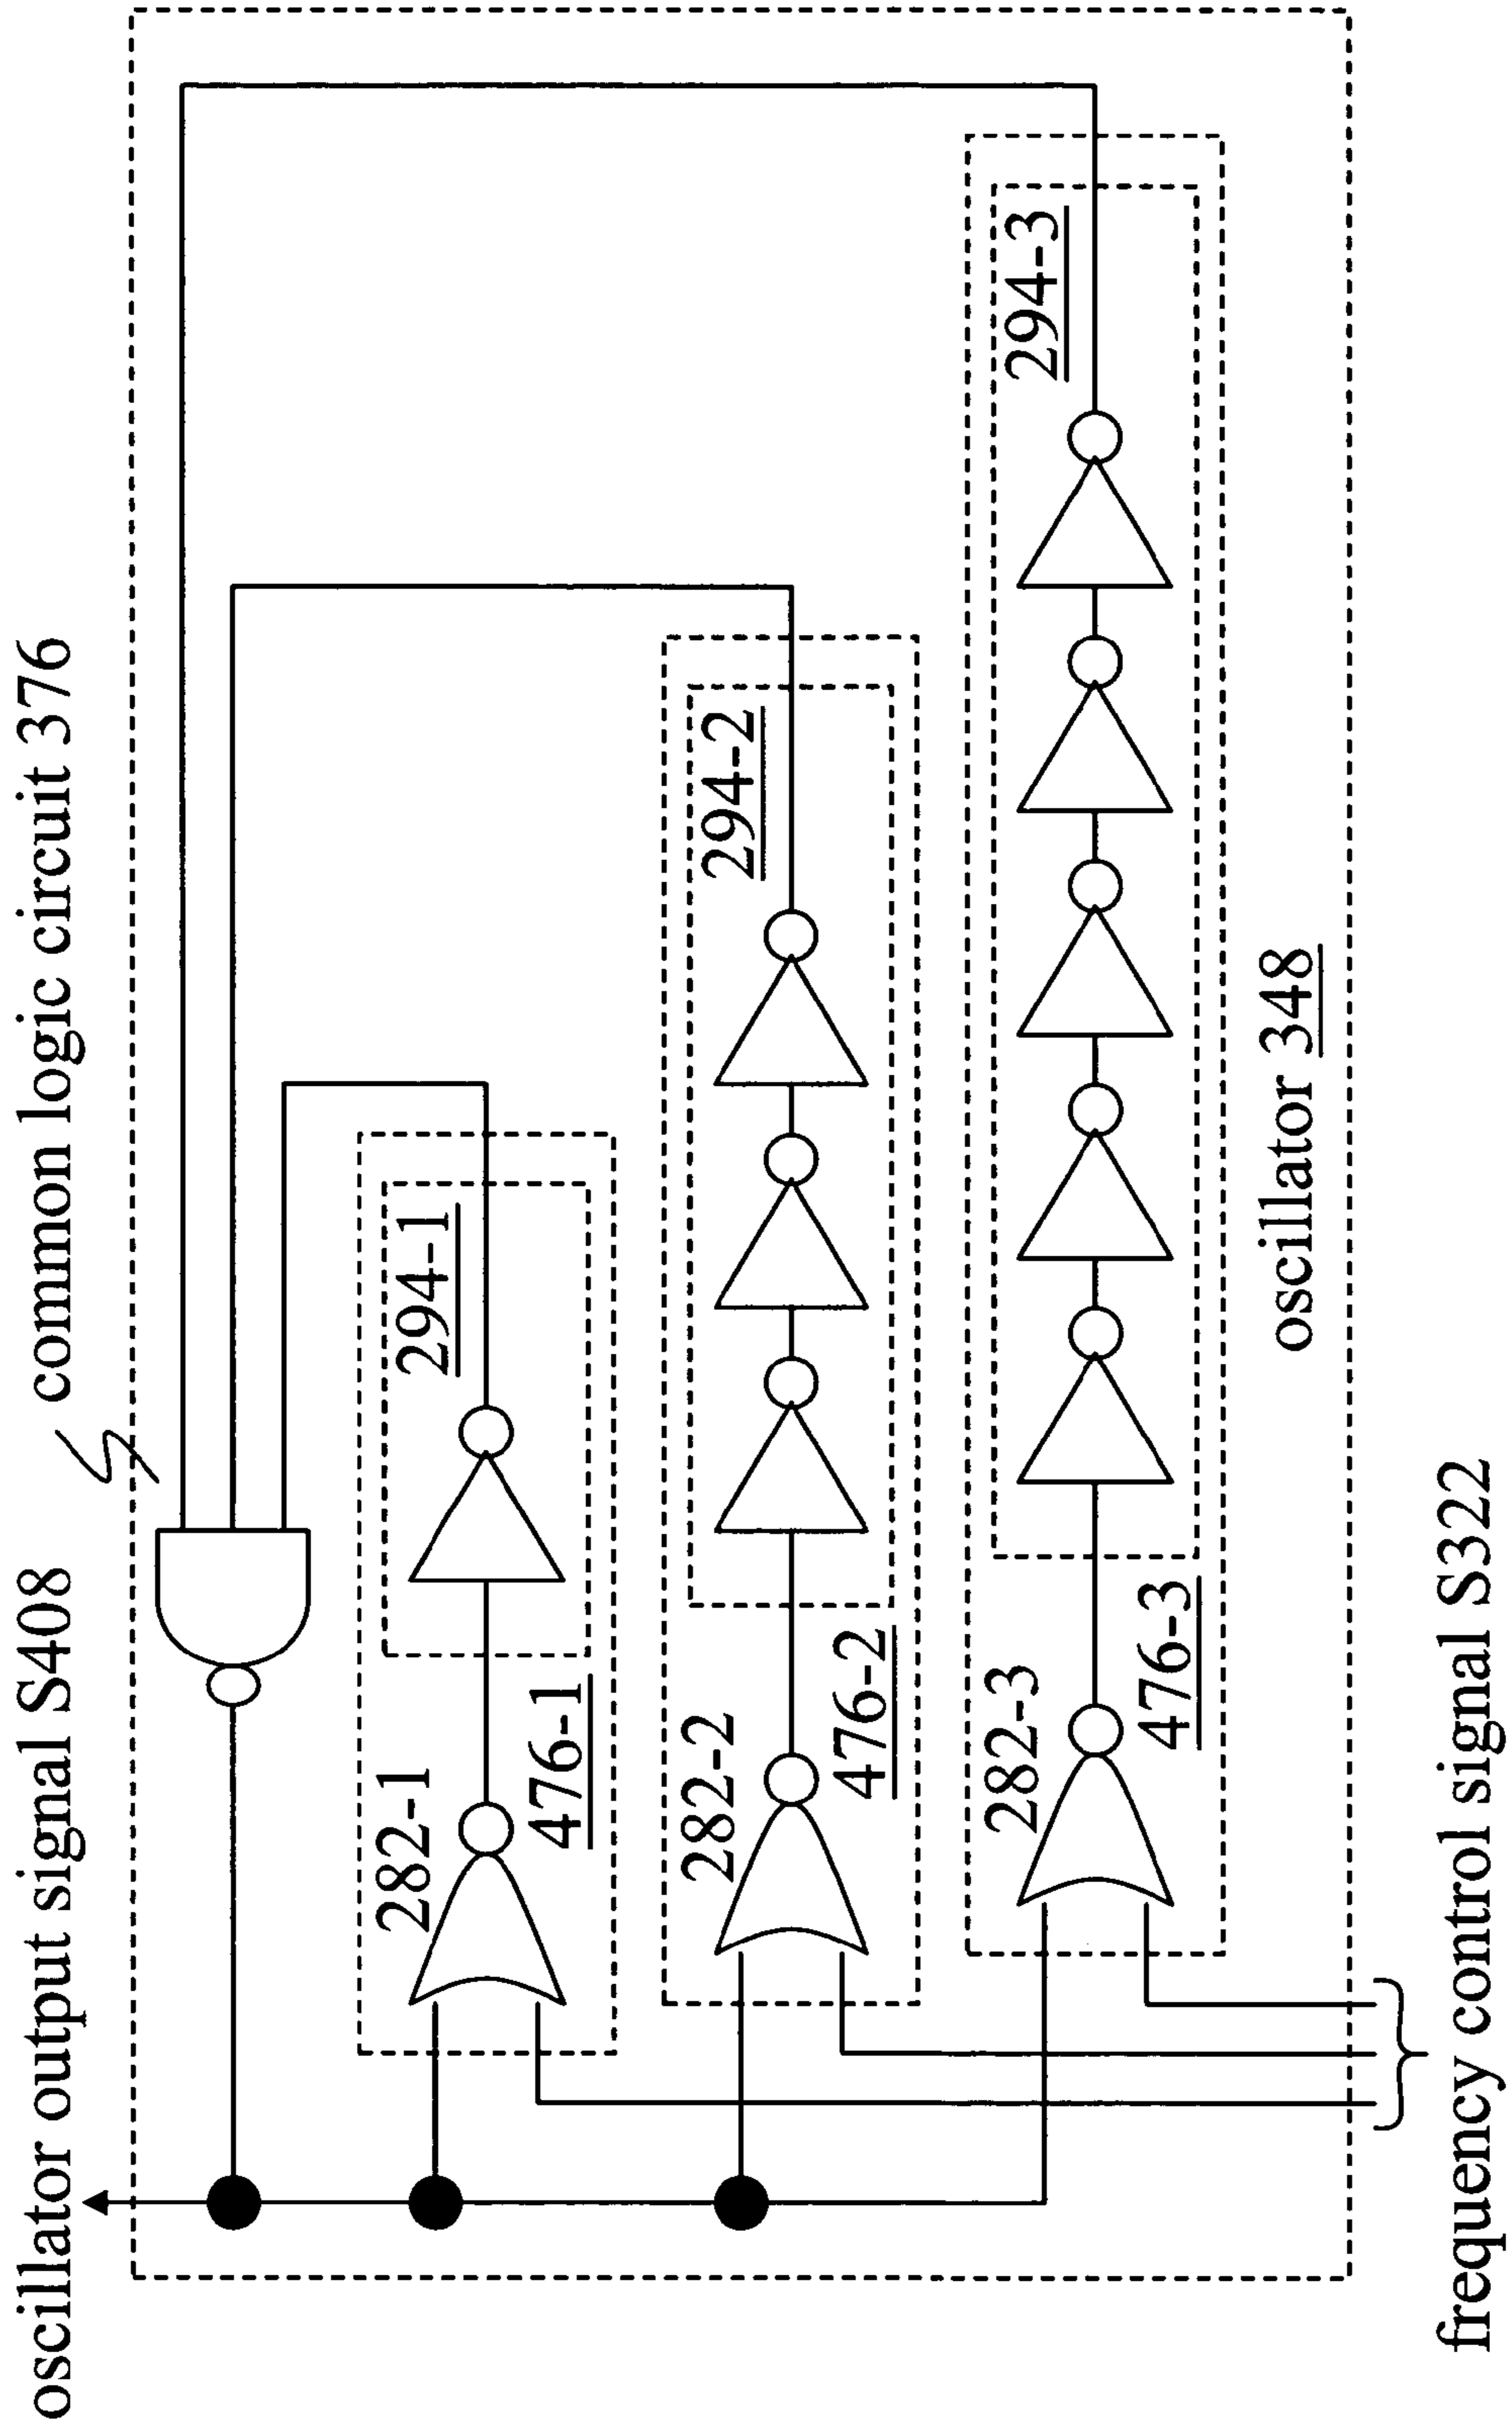 oscillator output signal S408
common logic circuit 376
282-1
294-1
476-1
282-2
294-2
476-2
282-3
294-3
476-3
oscillator 348
frequency control signal S322